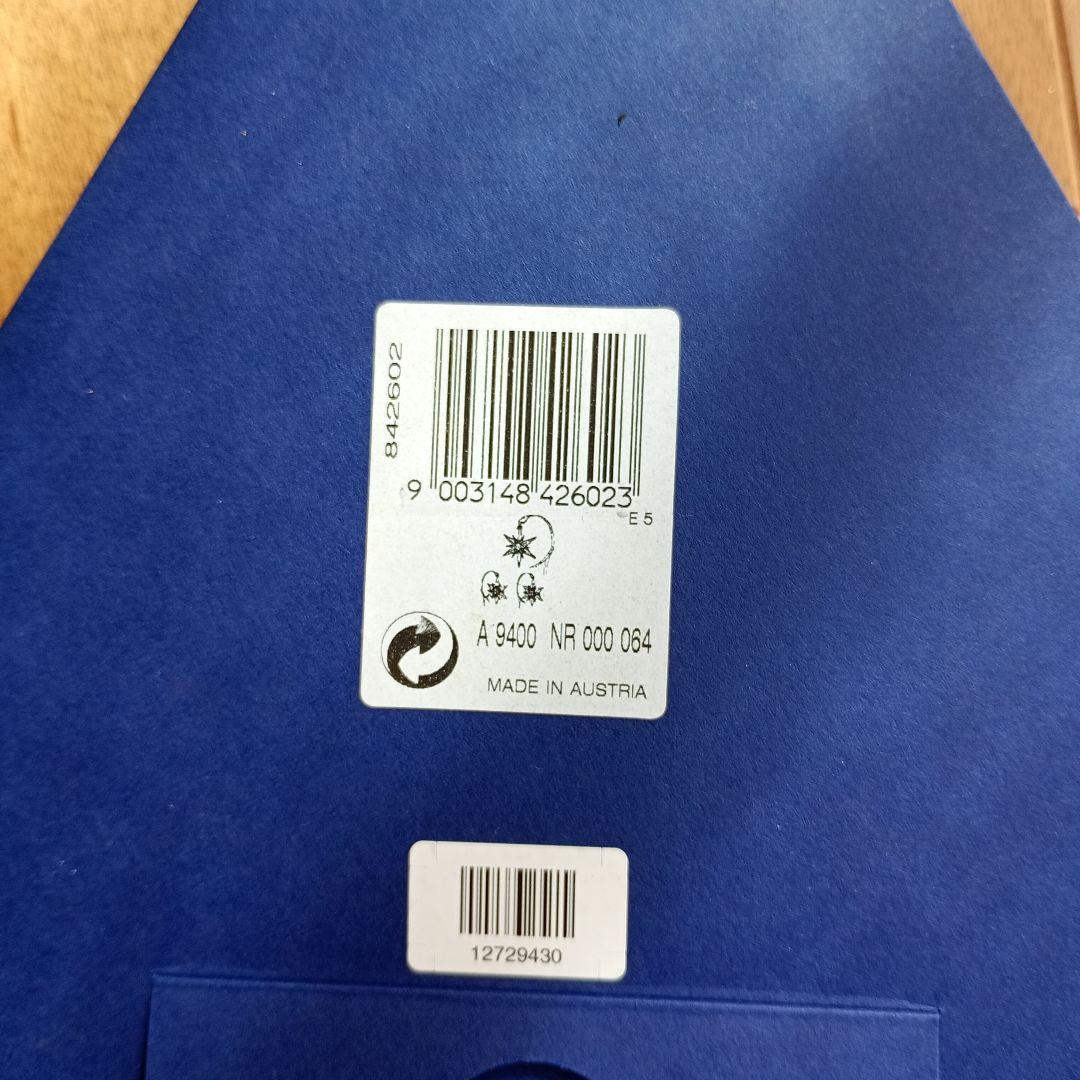 842602
9 003148 426023
E 5
A 9400 NR 000 064
MADE IN AUSTRIA
12729430